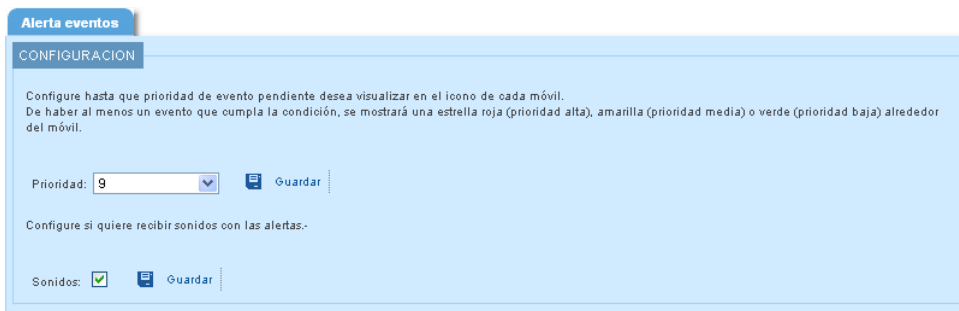 Alerta eventos
CONFIGURACION
Configure hasta que prioridad de evento pendiente desea visualizar en el icono de cada móvil.
De haber al menos un evento que cumpla la condición, se mostrará una estrella roja (prioridad alta), amarilla (prioridad media) o verde (prioridad baja) alrededor
del móvil.
Prioridad: 9 Guardar
Configure si quiere recibir sonidos con las alertas.-
Sonidos: Guardar